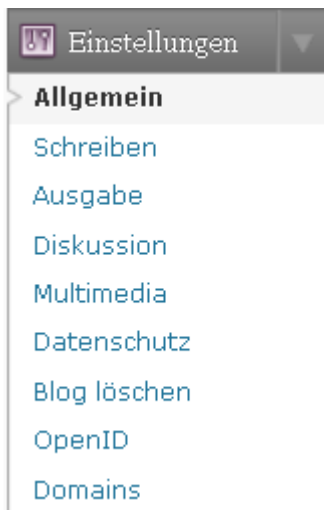 Einstellungen
Allgemein
Schreiben
Ausgabe
Diskussion
Multimedia
Datenschutz
Blog löschen
OpenID
Domains